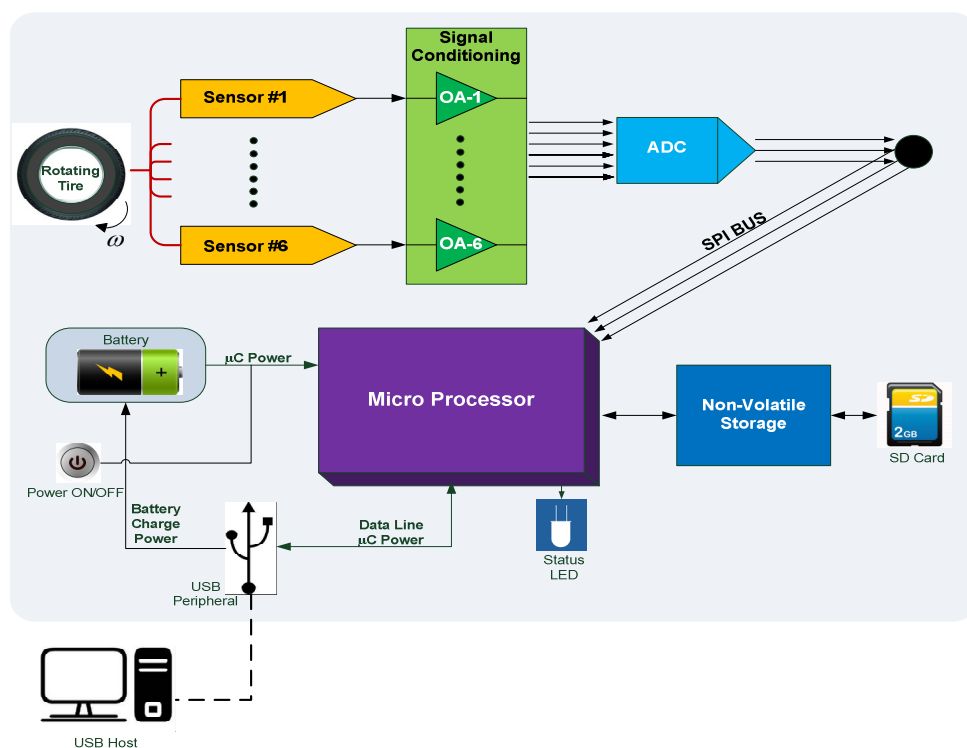 Signal
Conditioning
Sensor #1
OA-1
ADC
Rotating
Tire
ω
Sensor #6
OA-6
SPI BUS
Battery
+
μC Power
Micro Processor
Non-Volatile
Storage
SD
2GB
SD Card
Power ON/OFF
Battery
Charge
Power
Data Line
μC Power
Status
LED
USB
Peripheral
USB Host